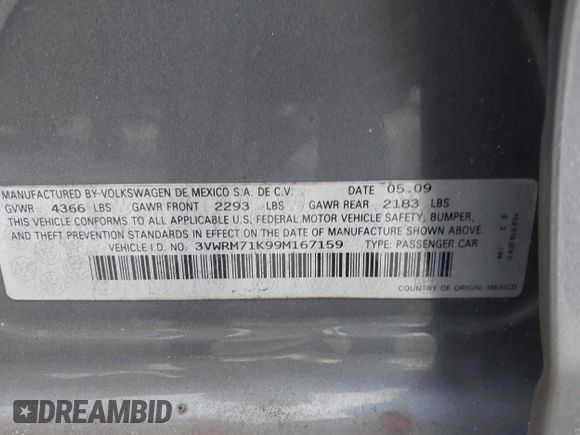 MANUFACTURED BY VOLKSWAGEN DE MEXICO S.A. DE C.V. DATE 05.09
GVWR 4366 LBS GAWR FRONT 2293 LBS GAWR REAR 2183 LBS
THIS VEHICLE CONFORMS TO ALL APPLICABLE U.S. FEDERAL MOTOR VEHICLE SAFETY, BUMPER,
AND THEFT PREVENTION STANDARDS IN EFFECT ON THE DATE OF MANUFACTURE SHOWN ABOVE.
VEHICLE I.D. NO. 3VWRM71K99M167159 TYPE: PASSENGER CAR
COUNTRY OF ORIGIN: MEXICO
DREAMBID